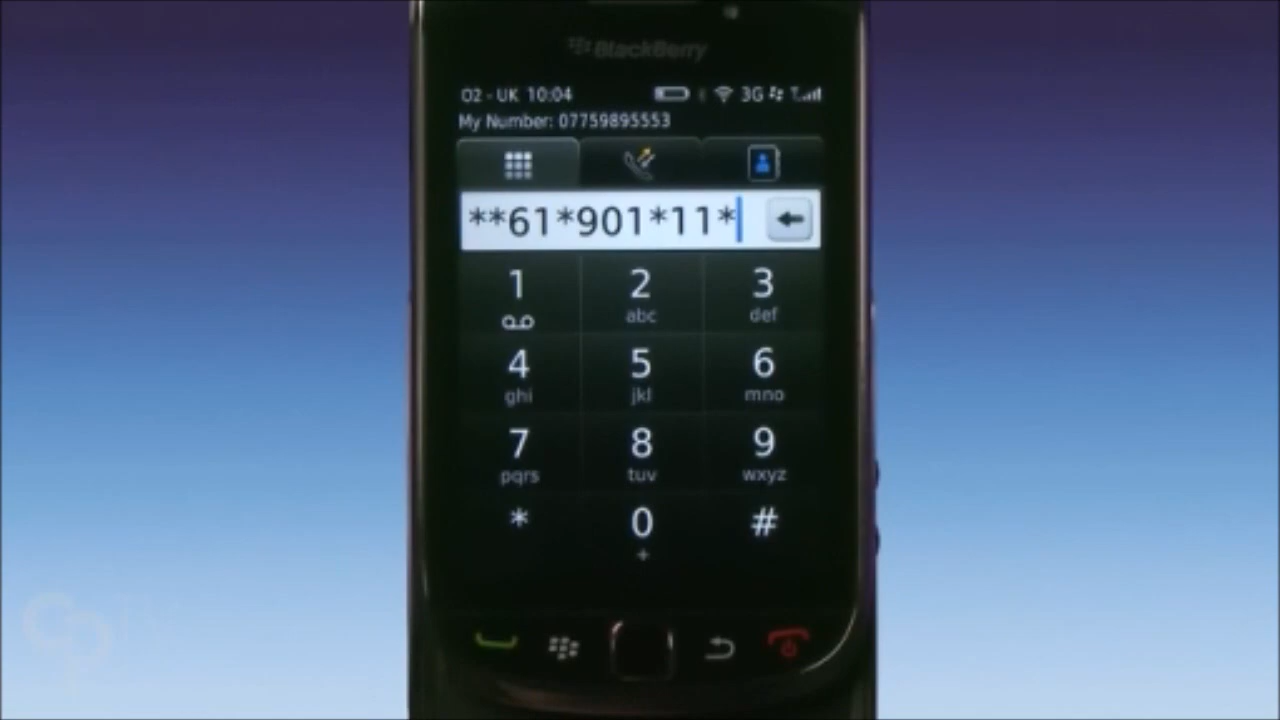 BlackBerry
O2 - UK 10:04 3G
My Number: 07759895553
**61*901*11*
1 2 3
abc def
4 5 6
ghi jkl mno
7 8 9
pqrs tuv wxyz
* 0 #
+